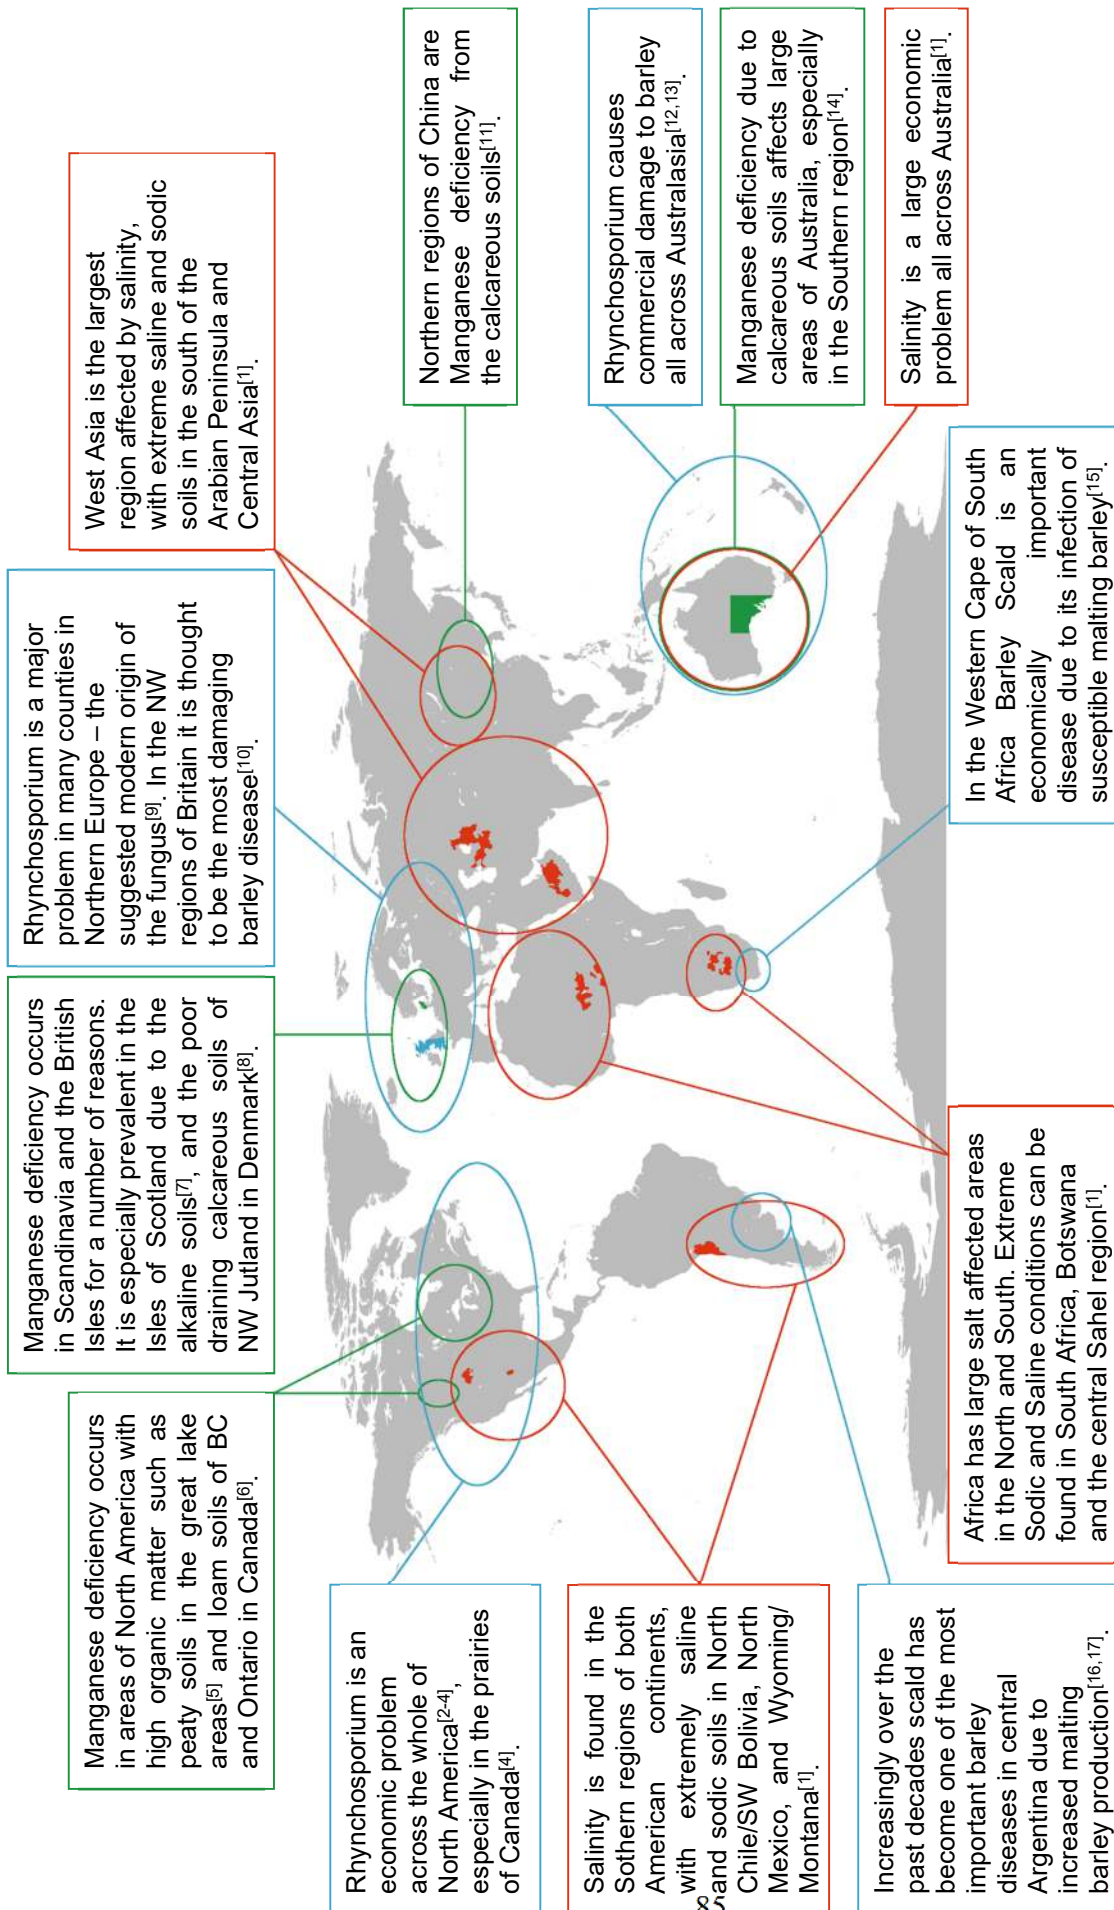 Manganese deficiency occurs
in areas of North America with
high organic matter such as
peaty soils in the great lake
areas[5] and loam soils of BC
and Ontario in Canada[6].
Manganese deficiency occurs
in Scandinavia and the British
Isles for a number of reasons.
It is especially prevalent in the
Isles of Scotland due to the
alkaline soils[7], and the poor
draining calcareous soils of
NW Jutland in Denmark[8].
Rhynchosporium is a major
problem in many counties in
Northern Europe – the
suggested modern origin of
the fungus[9]. In the NW
regions of Britain it is thought
to be the most damaging
barley disease[10].
West Asia is the largest
region affected by salinity,
with extreme saline and sodic
soils in the south of the
Arabian Peninsula and
Central Asia[1].
Rhynchosporium is an
economic problem
across the whole of
North America[2-4],
especially in the prairies
of Canada[4].
Northern regions of China are
Manganese deficiency from
the calcareous soils[11].
Salinity is found in the
Sothern regions of both
American continents,
with extremely saline
and sodic soils in North
Chile/SW Bolivia, North
Mexico, and Wyoming/
Montana[1].
Rhynchosporium causes
commercial damage to barley
all across Australasia[12,13].
Manganese deficiency due to
calcareous soils affects large
areas of Australia, especially
in the Southern region[14].
Salinity is a large economic
problem all across Australia[1].
Increasingly over the
past decades scald has
become one of the most
important barley
diseases in central
Argentina due to
increased malting
barley production[16,17].
Africa has large salt affected areas
in the North and South. Extreme
Sodic and Saline conditions can be
found in South Africa, Botswana
and the central Sahel region[1].
In the Western Cape of South
Africa Barley Scald is an
economically important
disease due to its infection of
susceptible malting barley[15].
85